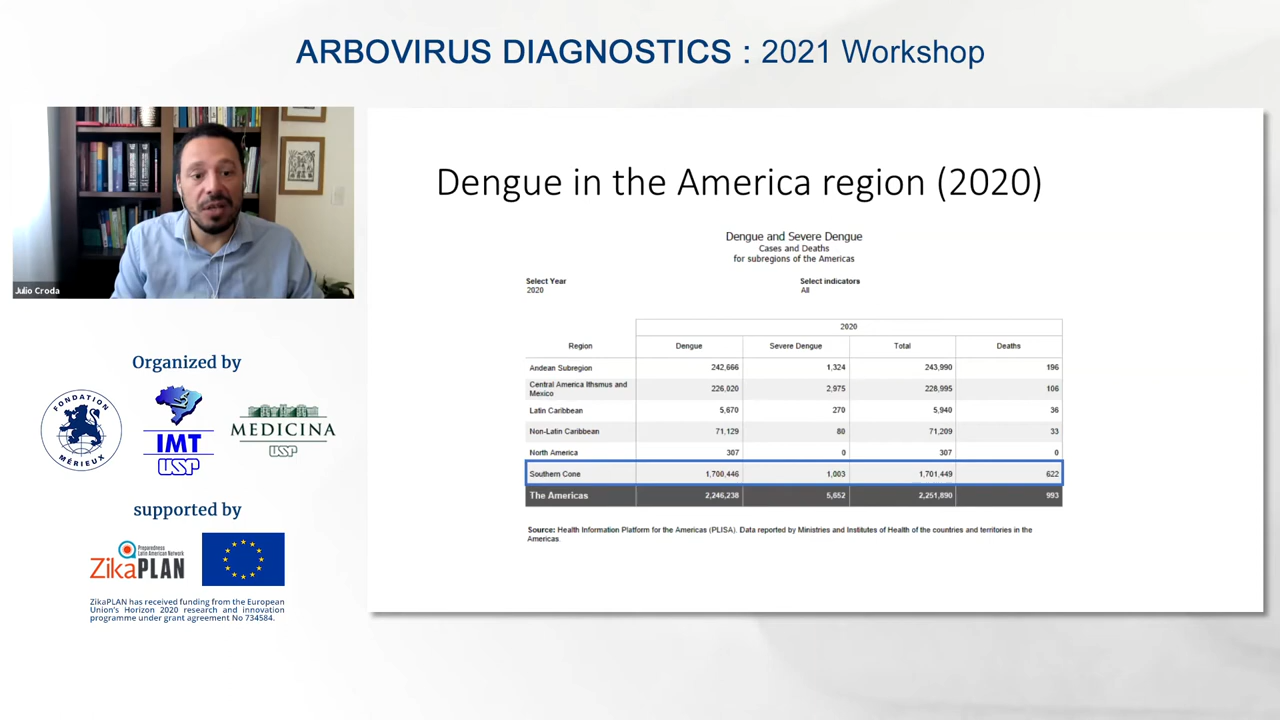 ARBOVIRUS DIAGNOSTICS : 2021 Workshop
Julio Croda
Organized by
FONDATION
MÉRIEUX
IMT
USP
MEDICINA
USP
supported by
Preparedness
Latin American Network
ZikaPLAN
ZikaPLAN has received funding from the European
Union's Horizon 2020 research and innovation
programme under grant agreement No 734584.
Dengue in the America region (2020)
Dengue and Severe Dengue
Cases and Deaths
for subregions of the Americas
Select Year
2020
Select indicators
All
2020
Region Dengue Severe Dengue Total Deaths
Andean Subregion 242,666 1,324 243,990 196
Central America Ithsmus and
Mexico 226,020 2,975 228,995 106
Latin Caribbean 5,670 270 5,940 36
Non-Latin Caribbean 71,129 80 71,209 33
North America 307 0 307 0
Southern Cone 1,700,446 1,003 1,701,449 622
The Americas 2,246,238 5,652 2,251,890 993
Source: Health Information Platform for the Americas (PLISA). Data reported by Ministries and Institutes of Health of the countries and territories in the
Americas.